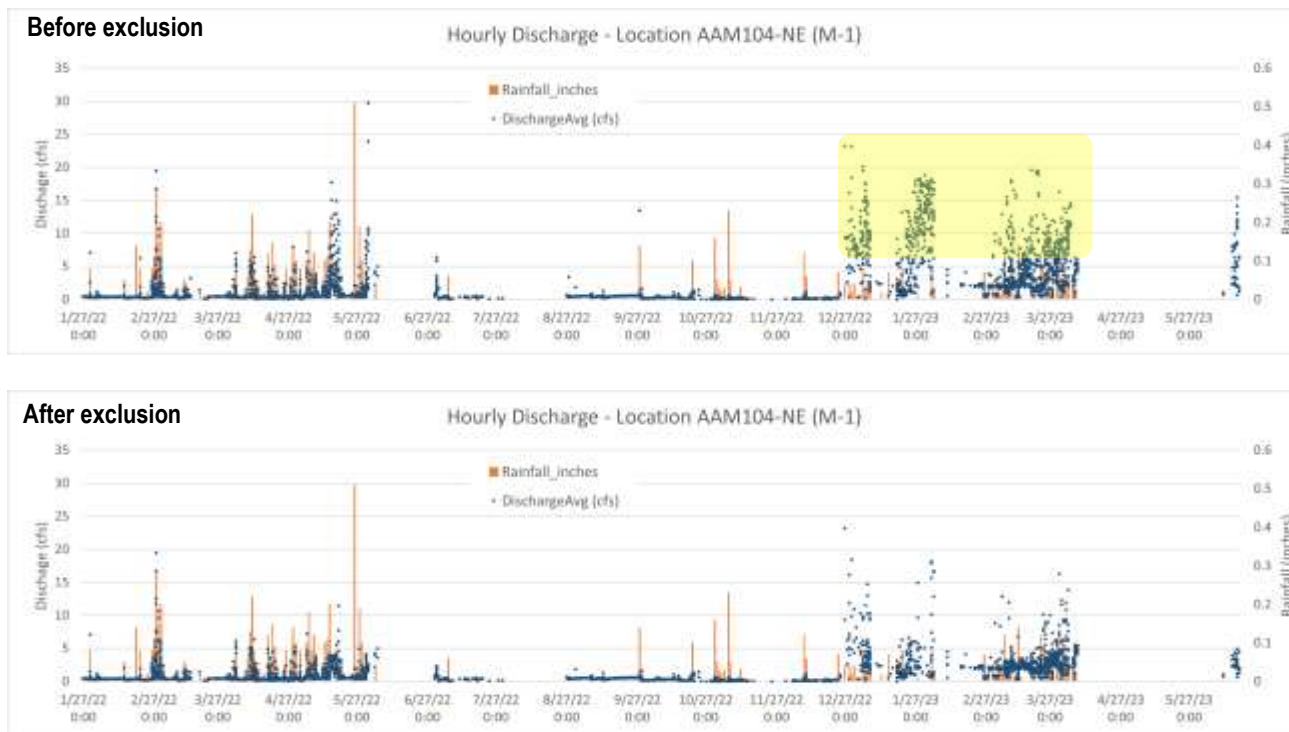 Before exclusion
Hourly Discharge - Location AAM104-NE (M-1)
35
30
25
20
15
10
5
0
Dischage (cfs)
Rainfall_inches
DischargeAvg (cfs)
0.6
0.5
0.4
0.3
0.2
0.1
0
Rainfall (inches)
1/27/22 2/27/22 3/27/22 4/27/22 5/27/22 6/27/22 7/27/22 8/27/22 9/27/22 10/27/22 11/27/22 12/27/22 1/27/23 2/27/23 3/27/23 4/27/23 5/27/23
0:00 0:00 0:00 0:00 0:00 0:00 0:00 0:00 0:00 0:00 0:00 0:00 0:00 0:00 0:00 0:00 0:00
After exclusion
Hourly Discharge - Location AAM104-NE (M-1)
35
30
25
20
15
10
5
0
Dischage (cfs)
Rainfall_inches
DischargeAvg (cfs)
0.6
0.5
0.4
0.3
0.2
0.1
0
Rainfall (inches)
1/27/22 2/27/22 3/27/22 4/27/22 5/27/22 6/27/22 7/27/22 8/27/22 9/27/22 10/27/22 11/27/22 12/27/22 1/27/23 2/27/23 3/27/23 4/27/23 5/27/23
0:00 0:00 0:00 0:00 0:00 0:00 0:00 0:00 0:00 0:00 0:00 0:00 0:00 0:00 0:00 0:00 0:00